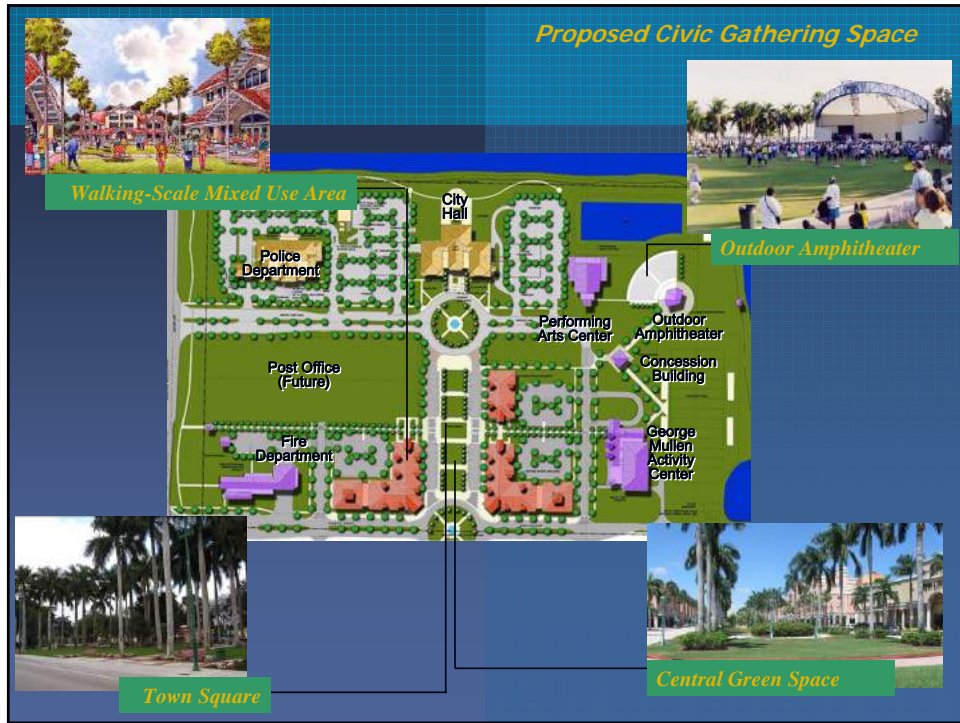 Proposed Civic Gathering Space
Walking-Scale Mixed Use Area
Outdoor Amphitheater
City
Hall
Police
Department
Performing
Arts Center
Outdoor
Amphitheater
Post Office
(Future)
Concession
Building
Fire
Department
George
Mullen
Activity
Center
Town Square
Central Green Space